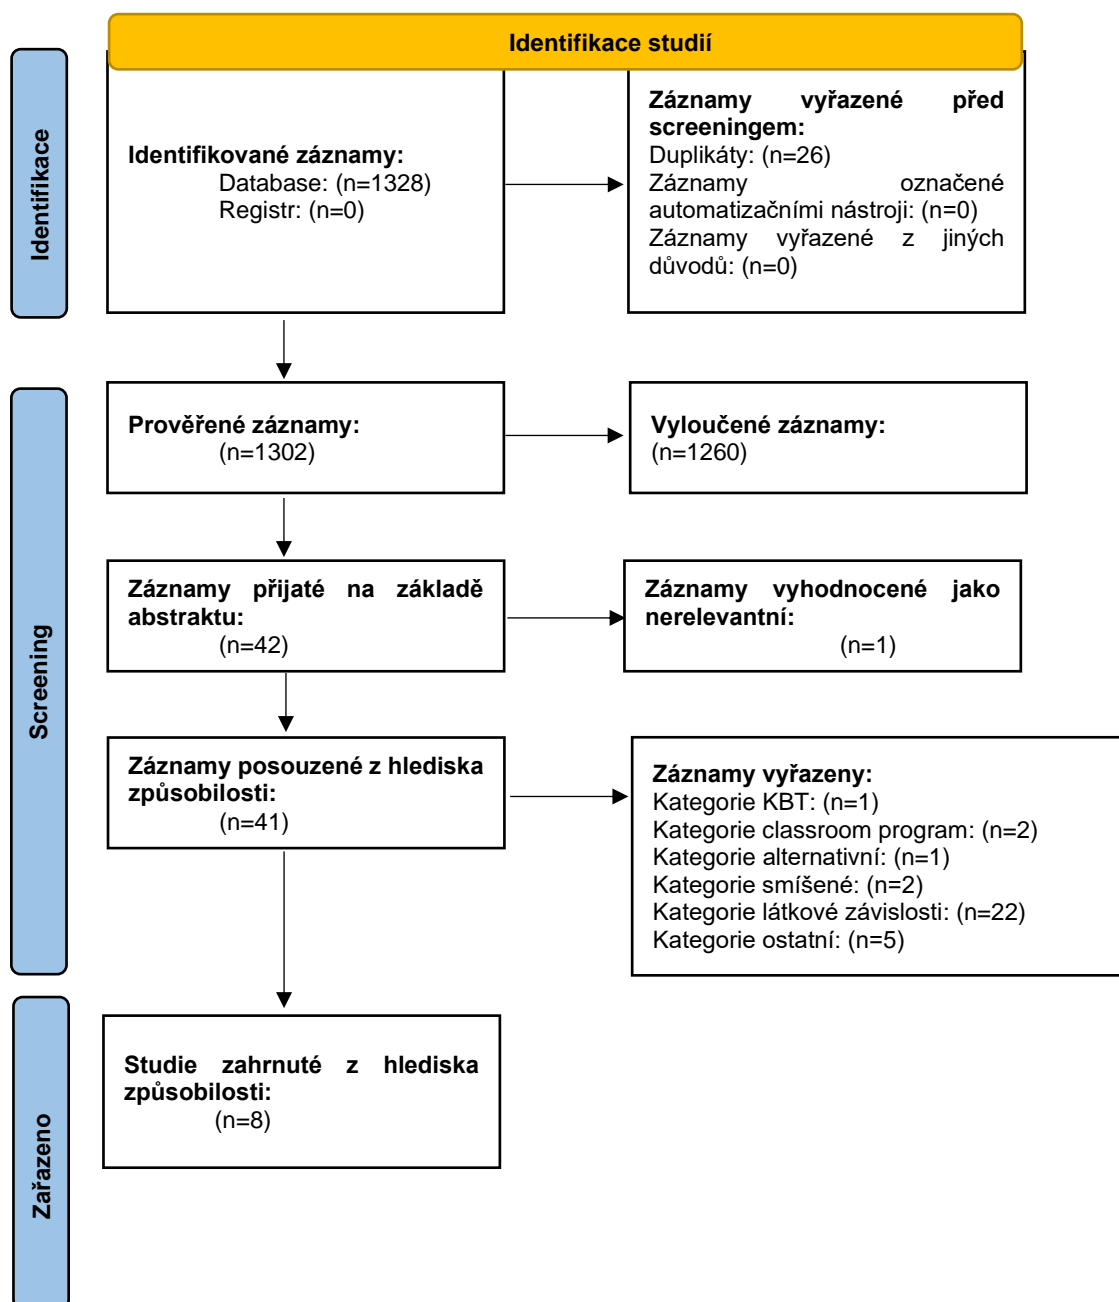 Identifikace studií
Identifikace
Identifikované záznamy:
Database: (n=1328)
Registr: (n=0)
Záznamy vyřazené před
screeningem:
Duplikáty: (n=26)
Záznamy označené
automatizačními nástroji: (n=0)
Záznamy vyřazené z jiných
důvodů: (n=0)
Screening
Prověřené záznamy:
(n=1302)
Vyloučené záznamy:
(n=1260)
Záznamy přijaté na základě
abstraktu:
(n=42)
Záznamy vyhodnocené jako
nerelevantní:
(n=1)
Záznamy posouzené z hlediska
způsobilosti:
(n=41)
Záznamy vyřazeny:
Kategorie KBT: (n=1)
Kategorie classroom program: (n=2)
Kategorie alternativní: (n=1)
Kategorie smíšené: (n=2)
Kategorie látkové závislosti: (n=22)
Kategorie ostatní: (n=5)
Zařazeno
Studie zahrnuté z hlediska
způsobilosti:
(n=8)